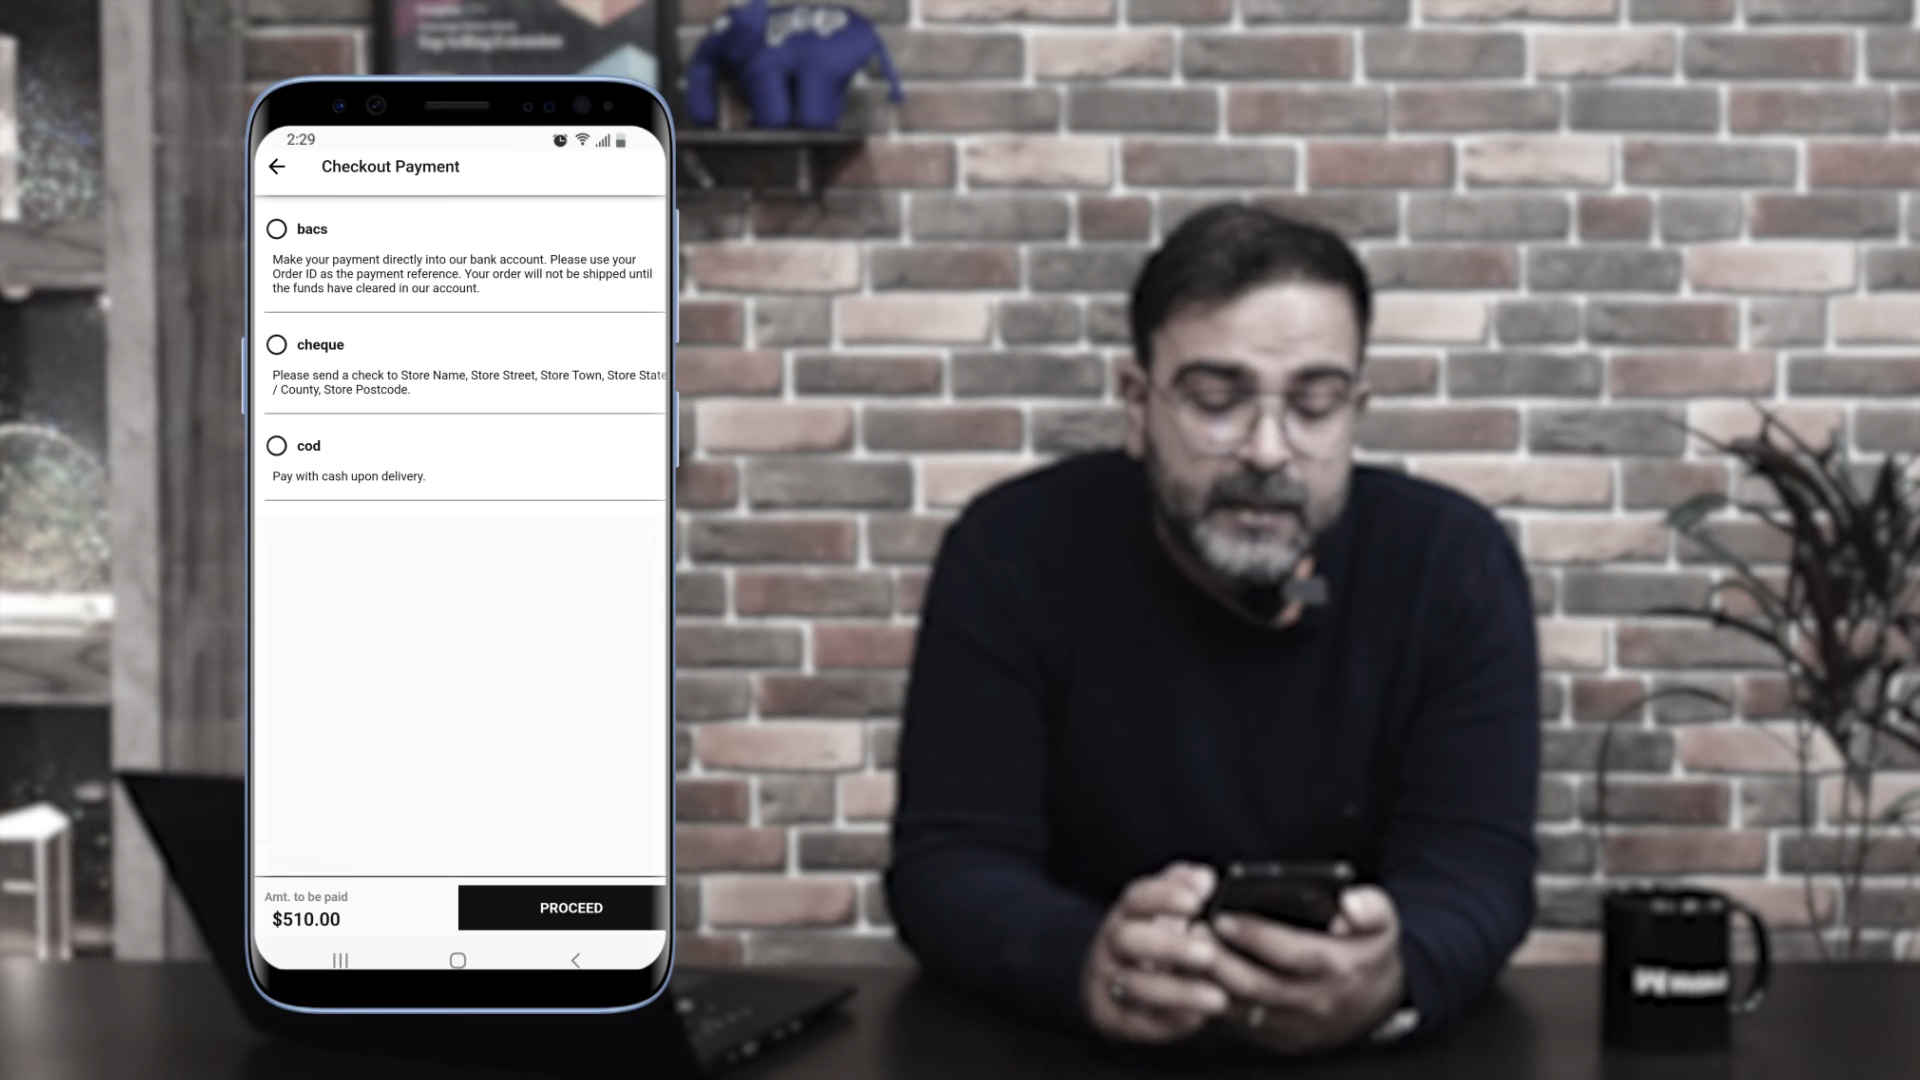 2:29
Checkout Payment
bacs
Make your payment directly into our bank account. Please use your
Order ID as the payment reference. Your order will not be shipped until
the funds have cleared in our account.
cheque
Please send a check to Store Name, Store Street, Store Town, Store State
/ County, Store Postcode.
cod
Pay with cash upon delivery.
Amt. to be paid
$510.00
PROCEED